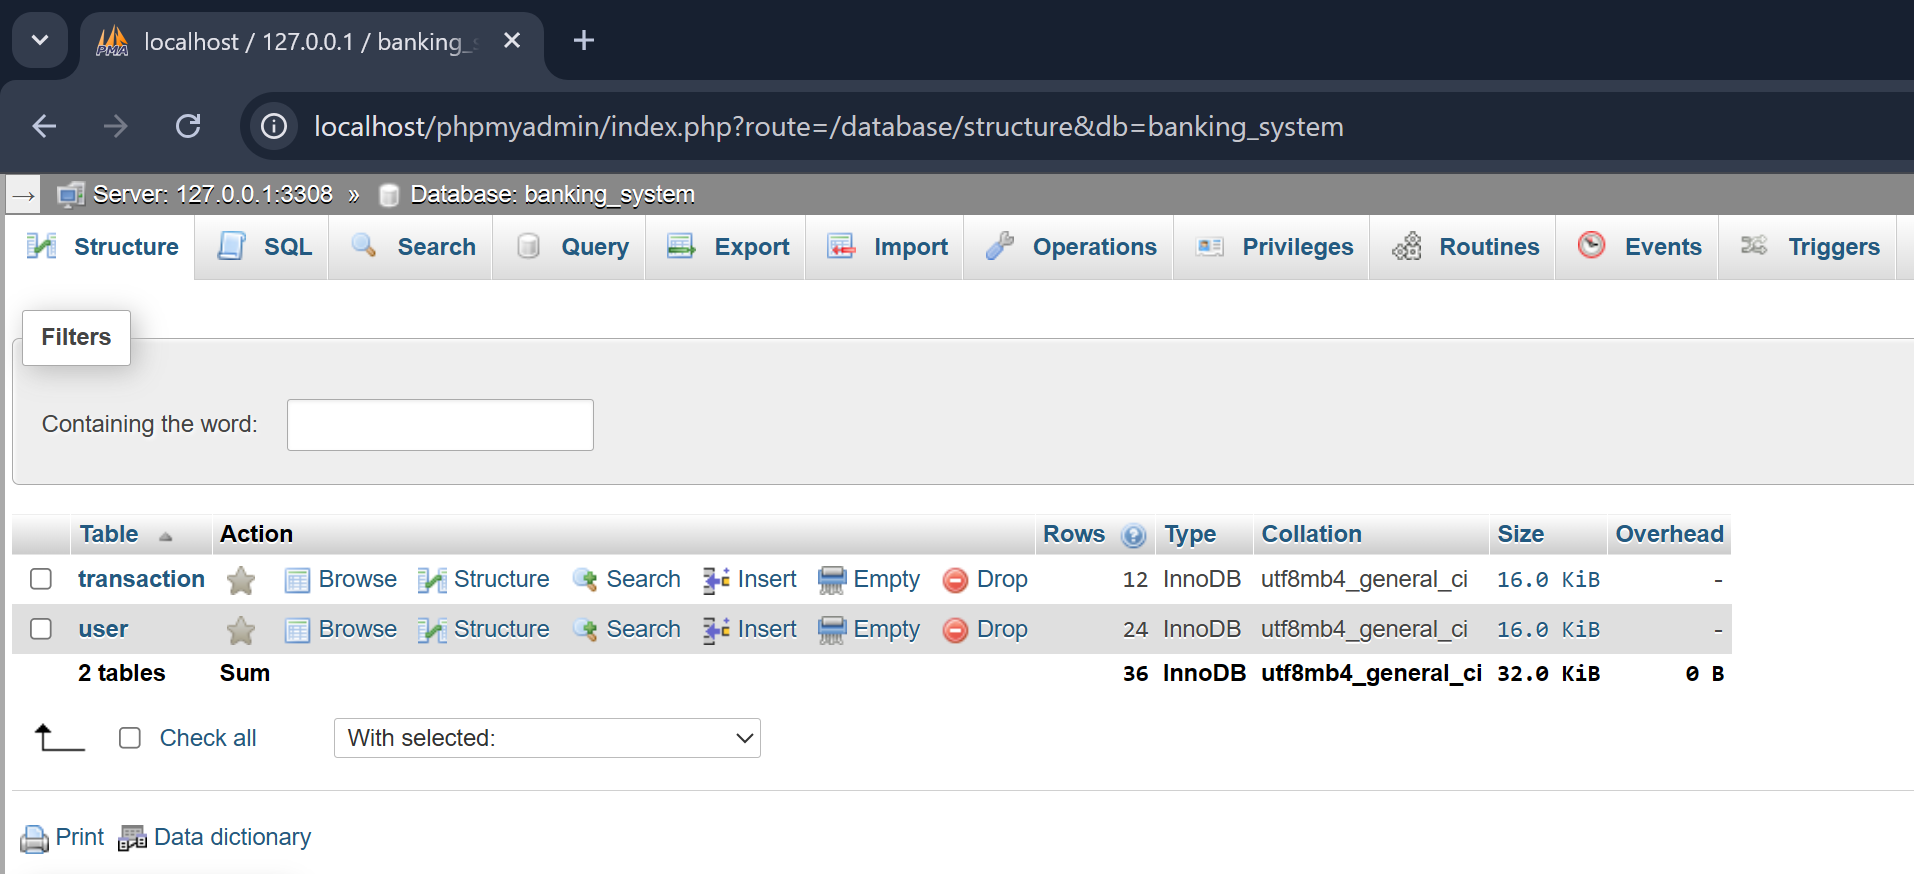 PMA localhost / 127.0.0.1 / banking_s
localhost/phpmyadmin/index.php?route=/database/structure&db=banking_system
→ Server: 127.0.0.1:3308 » Database: banking_system
Structure SQL Search Query Export Import Operations Privileges Routines Events Triggers
Filters
Containing the word:
Table Action Rows ? Type Collation Size Overhead
transaction Browse Structure Search Insert Empty Drop 12 InnoDB utf8mb4_general_ci 16.0 KiB -
user Browse Structure Search Insert Empty Drop 24 InnoDB utf8mb4_general_ci 16.0 KiB -
2 tables Sum 36 InnoDB utf8mb4_general_ci 32.0 KiB 0 B
Check all With selected:
Print Data dictionary